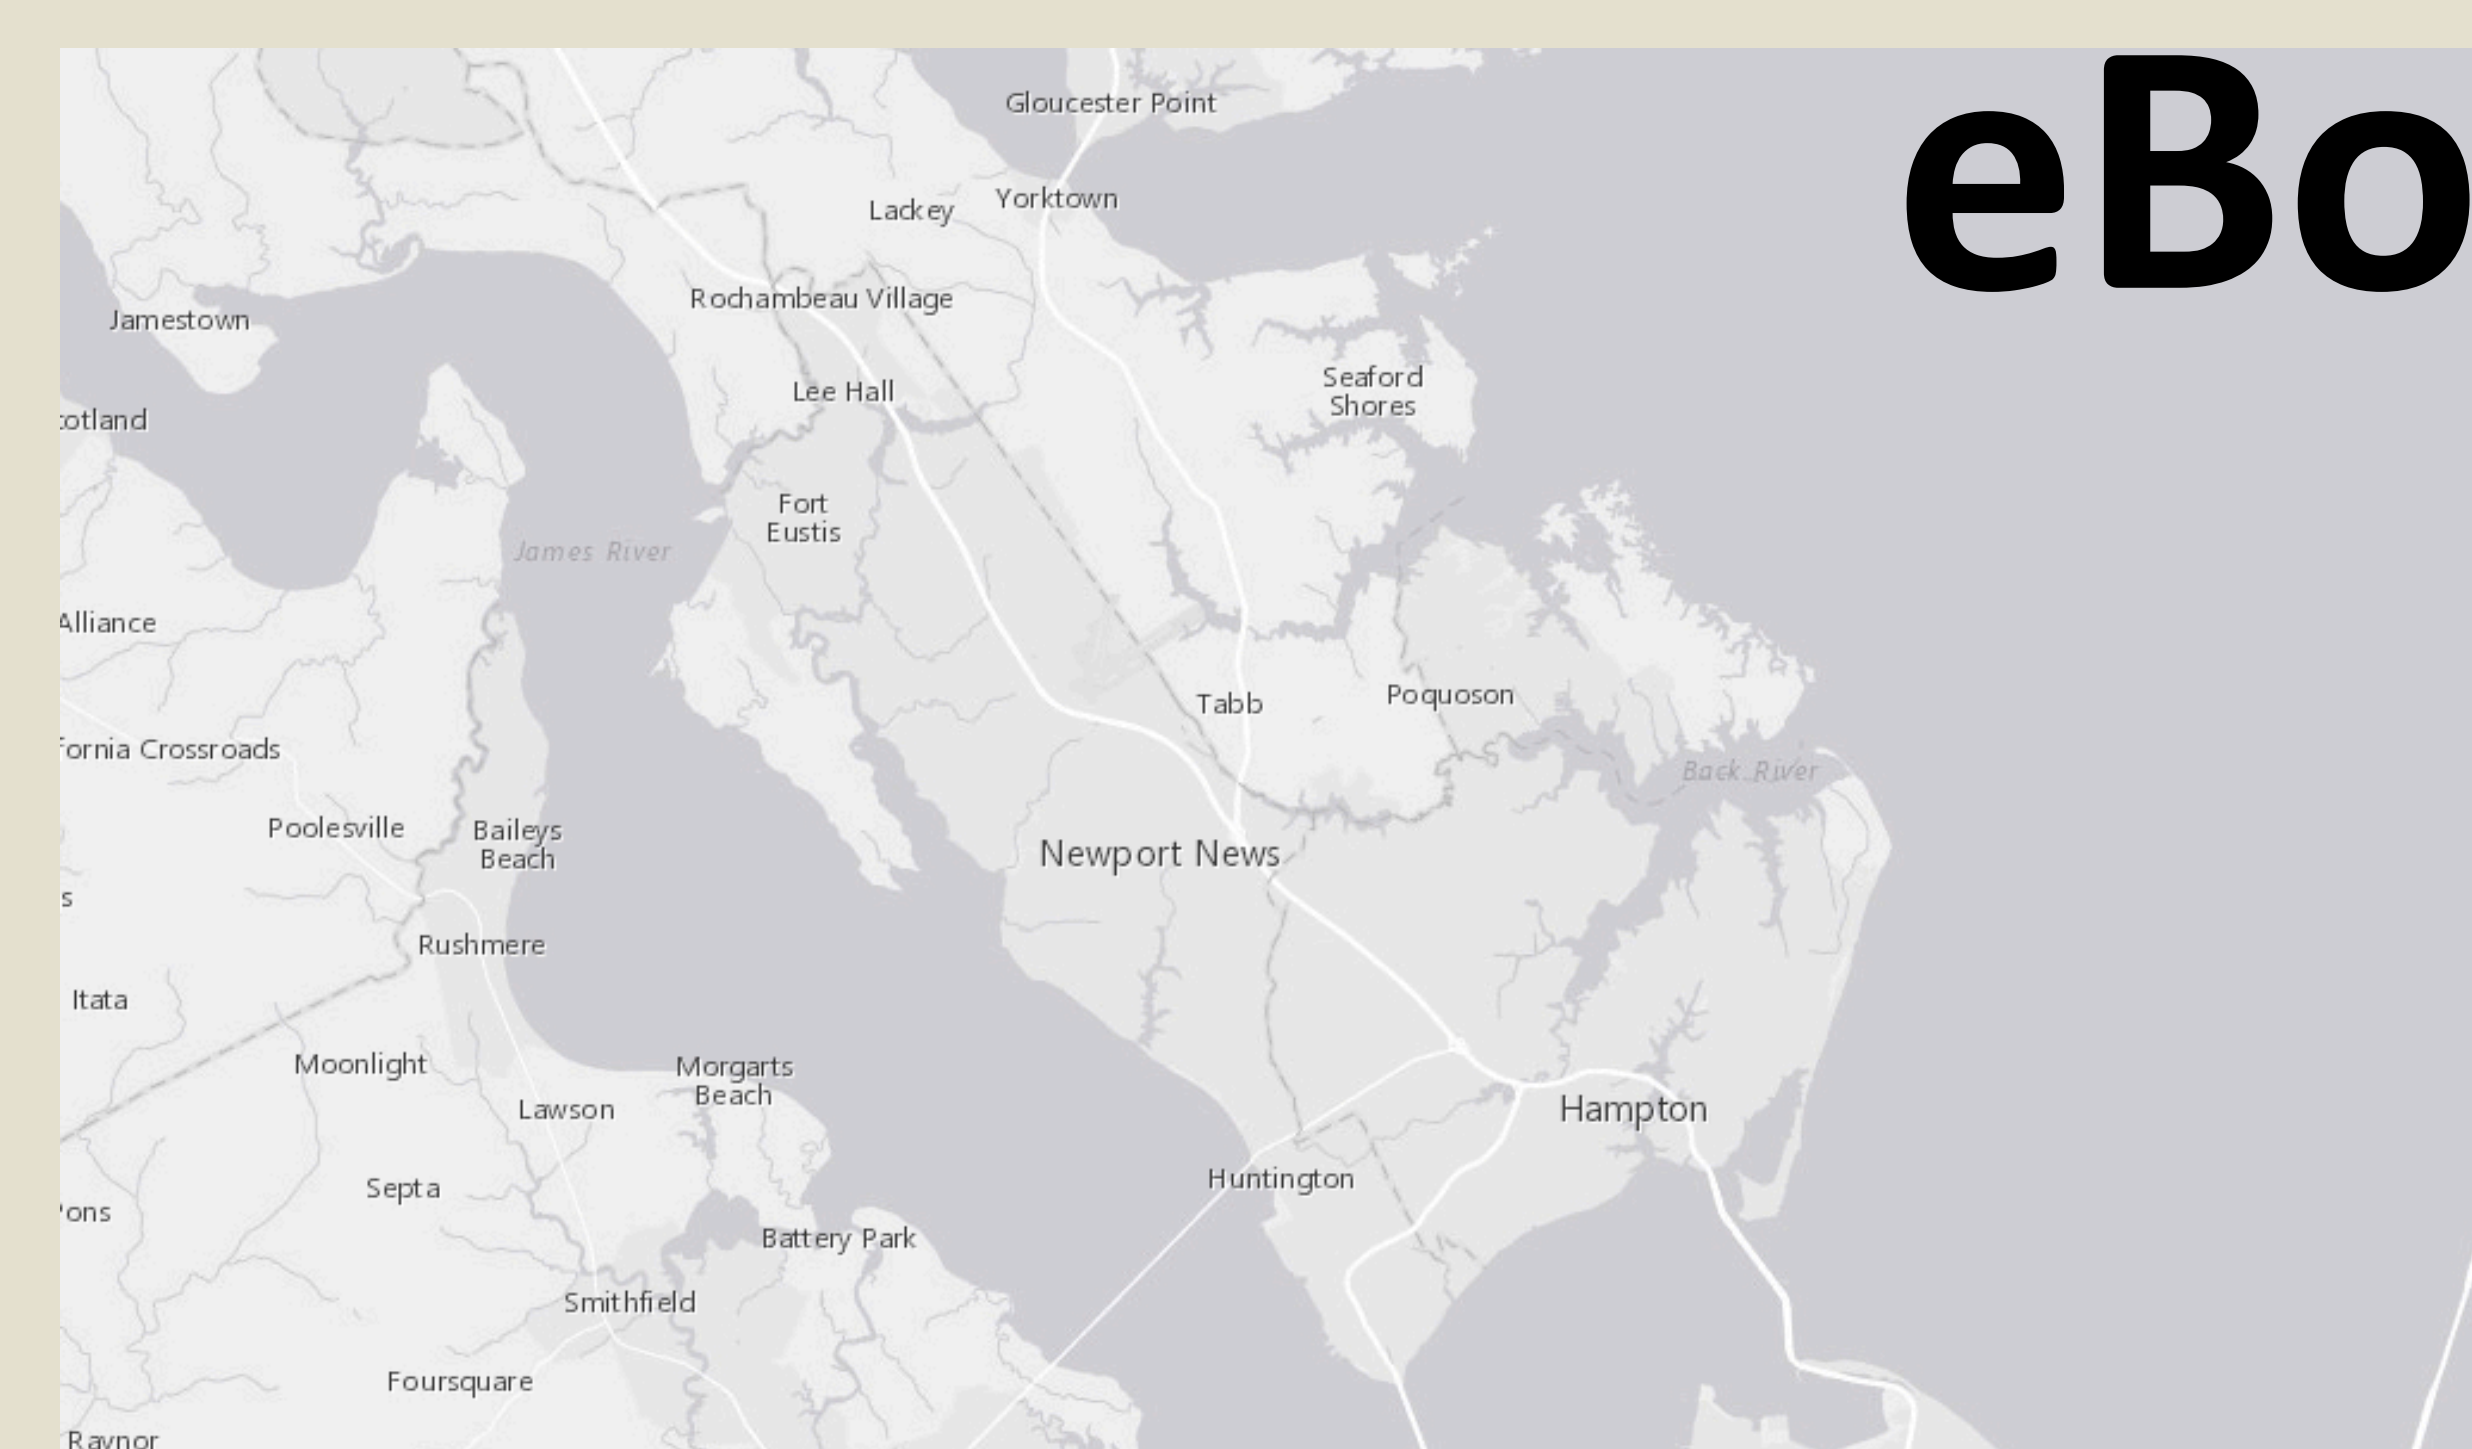 eBo
Gloucester Point
Yorktown
Lackey
Rochambeau Village
Jamestown
Seaford
Shores
Lee Hall
cotland
Fort
Eustis
James River
Alliance
Tabb
Poquoson
fornia Crossroads
Back River
Poolesville
Baileys
Beach
Newport News
s
Rushmere
Itata
Moonlight
Morgarts
Beach
Lawson
Hampton
Huntington
Septa
ons
Battery Park
Smithfield
Foursquare
Raynor